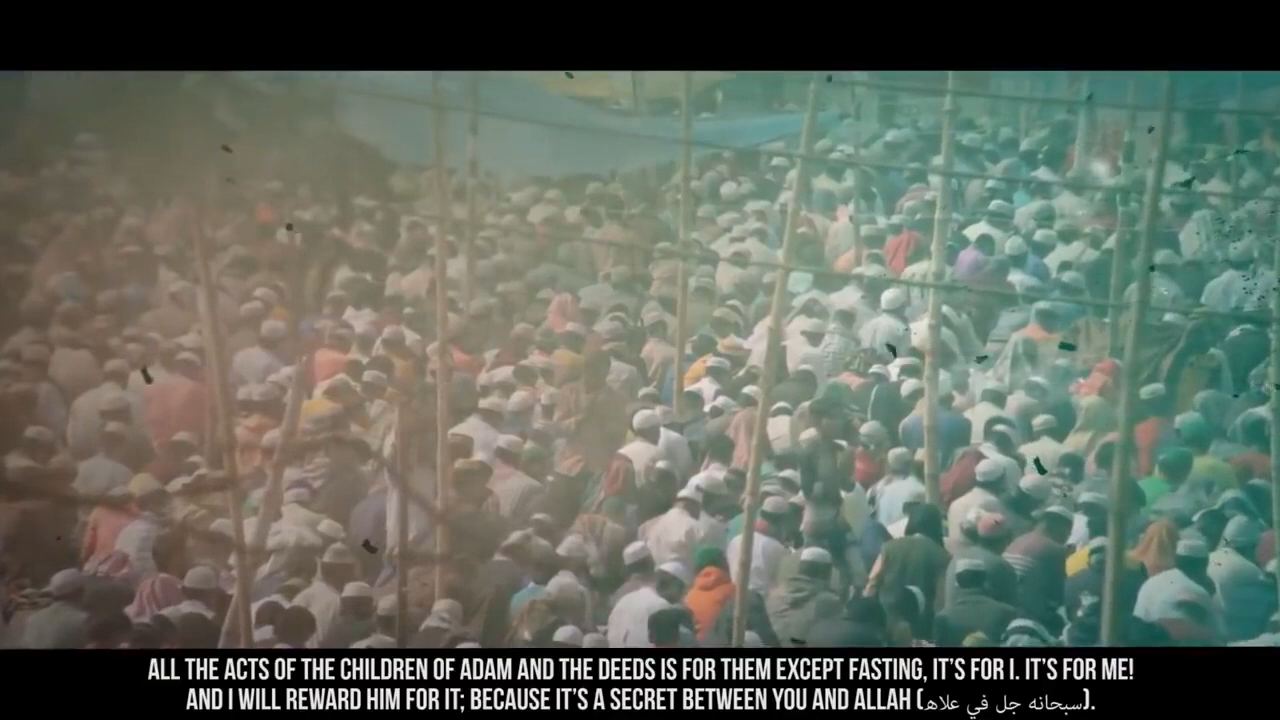 ALL THE ACTS OF THE CHILDREN OF ADAM AND THE DEEDS IS FOR THEM EXCEPT FASTING, IT'S FOR I. IT'S FOR ME!
AND I WILL REWARD HIM FOR IT; BECAUSE IT'S A SECRET BETWEEN YOU AND ALLAH (سبحانه جل في علاه).